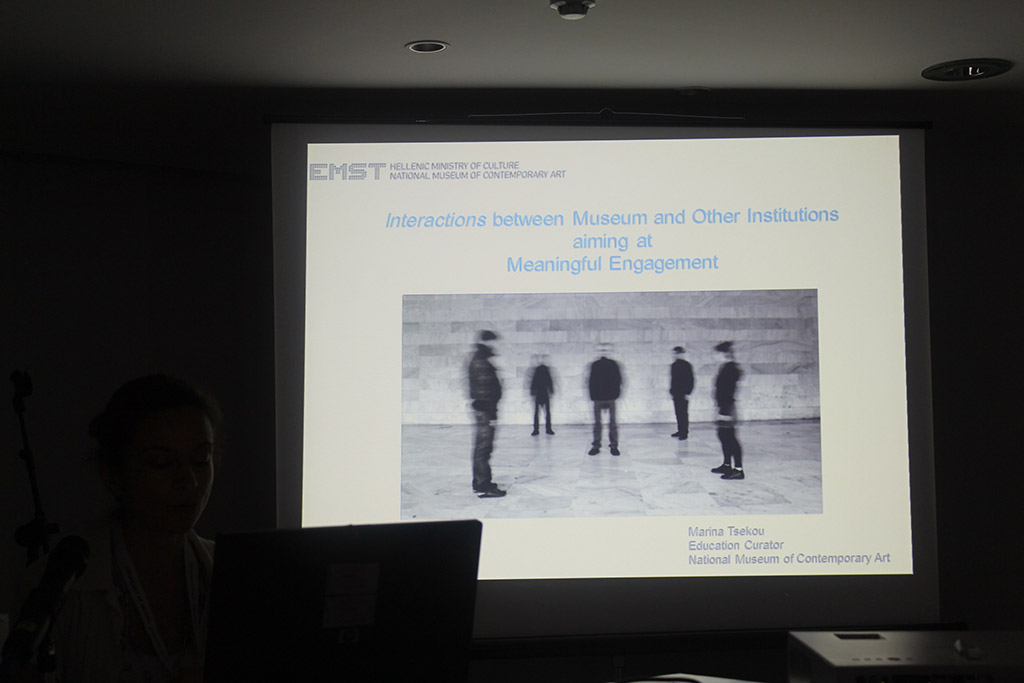 EMST
HELLENIC MINISTRY OF CULTURE
NATIONAL MUSEUM OF CONTEMPORARY ART
Interactions between Museum and Other Institutions
aiming at
Meaningful Engagement
Marina Tsekou
Education Curator
National Museum of Contemporary Art